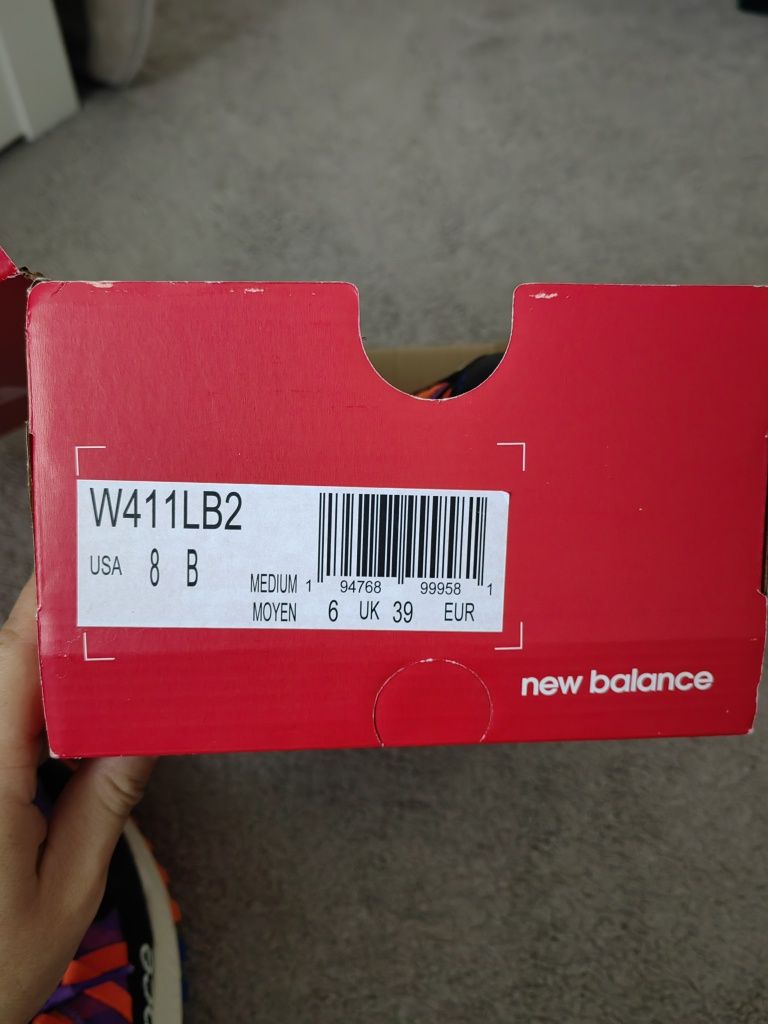 W411LB2
USA 8 B
MEDIUM
MOYEN 6 UK 39 EUR
1 94768 99958 1
new balance